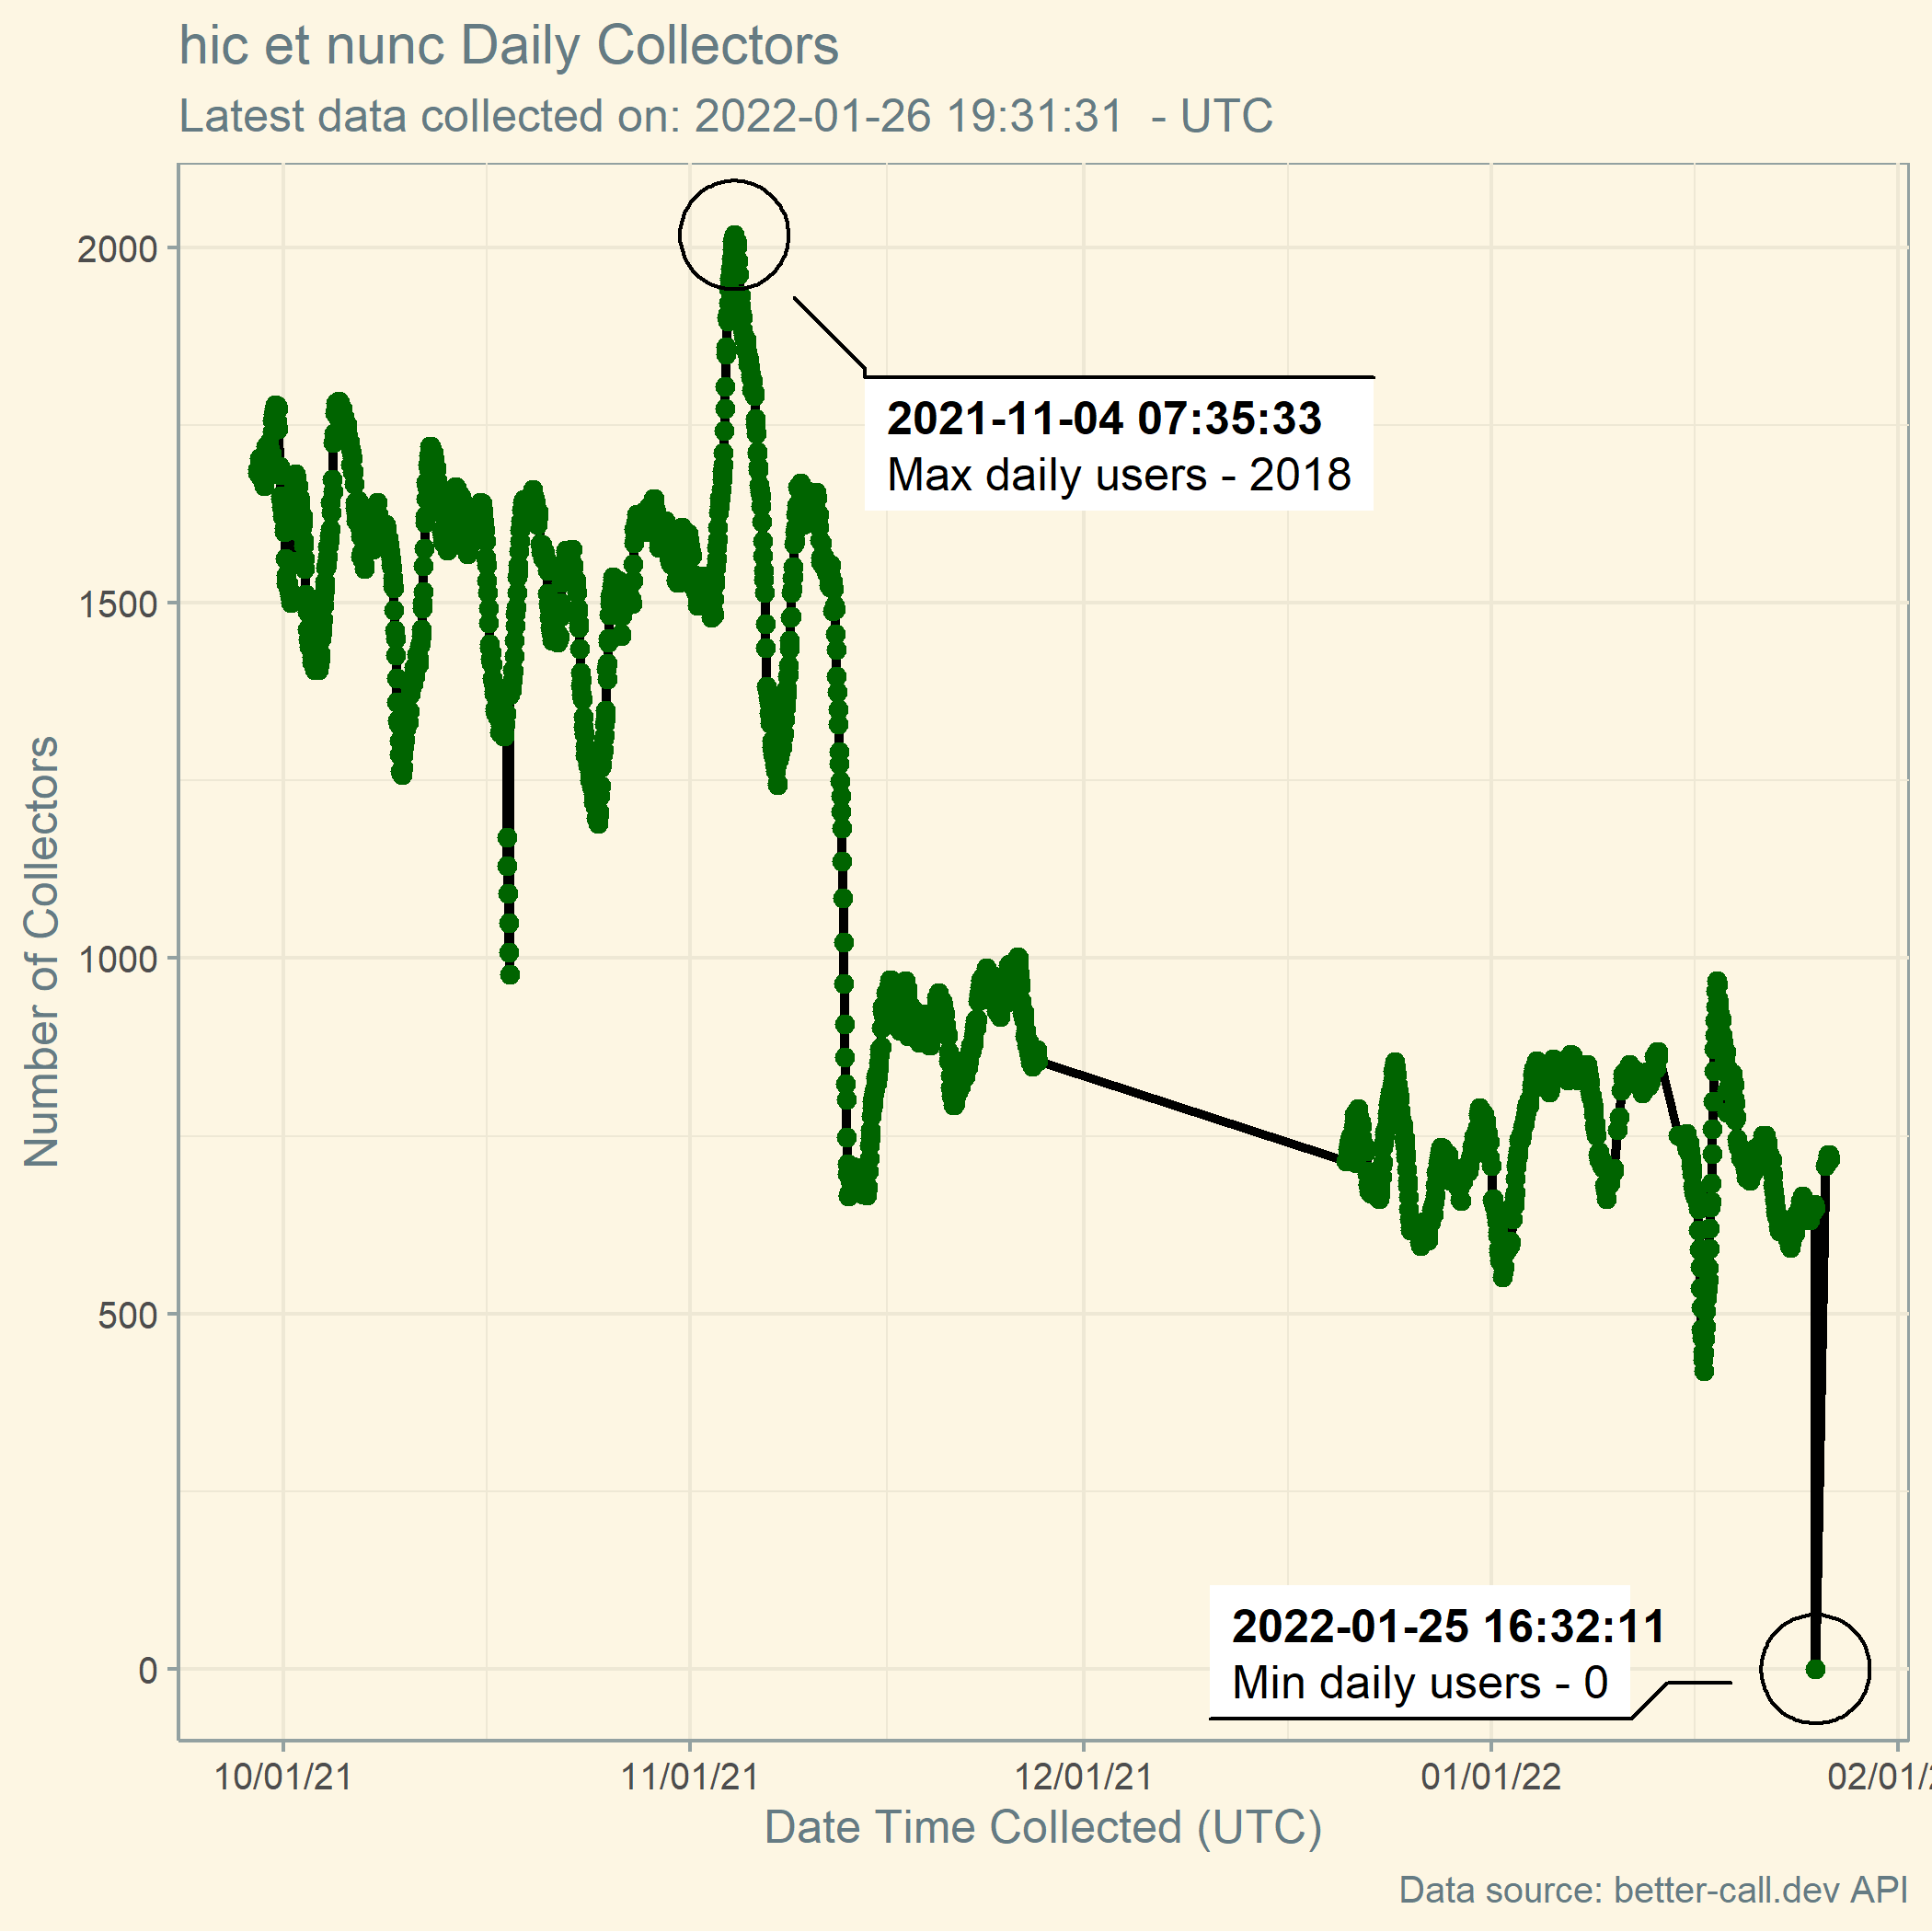 hic et nunc Daily Collectors
Latest data collected on: 2022-01-26 19:31:31 - UTC
2000
1500
1000
500
0
Number of Collectors
2021-11-04 07:35:33
Max daily users - 2018
2022-01-25 16:32:11
Min daily users - 0
10/01/21
11/01/21
12/01/21
01/01/22
02/01/
Date Time Collected (UTC)
Data source: better-call.dev API